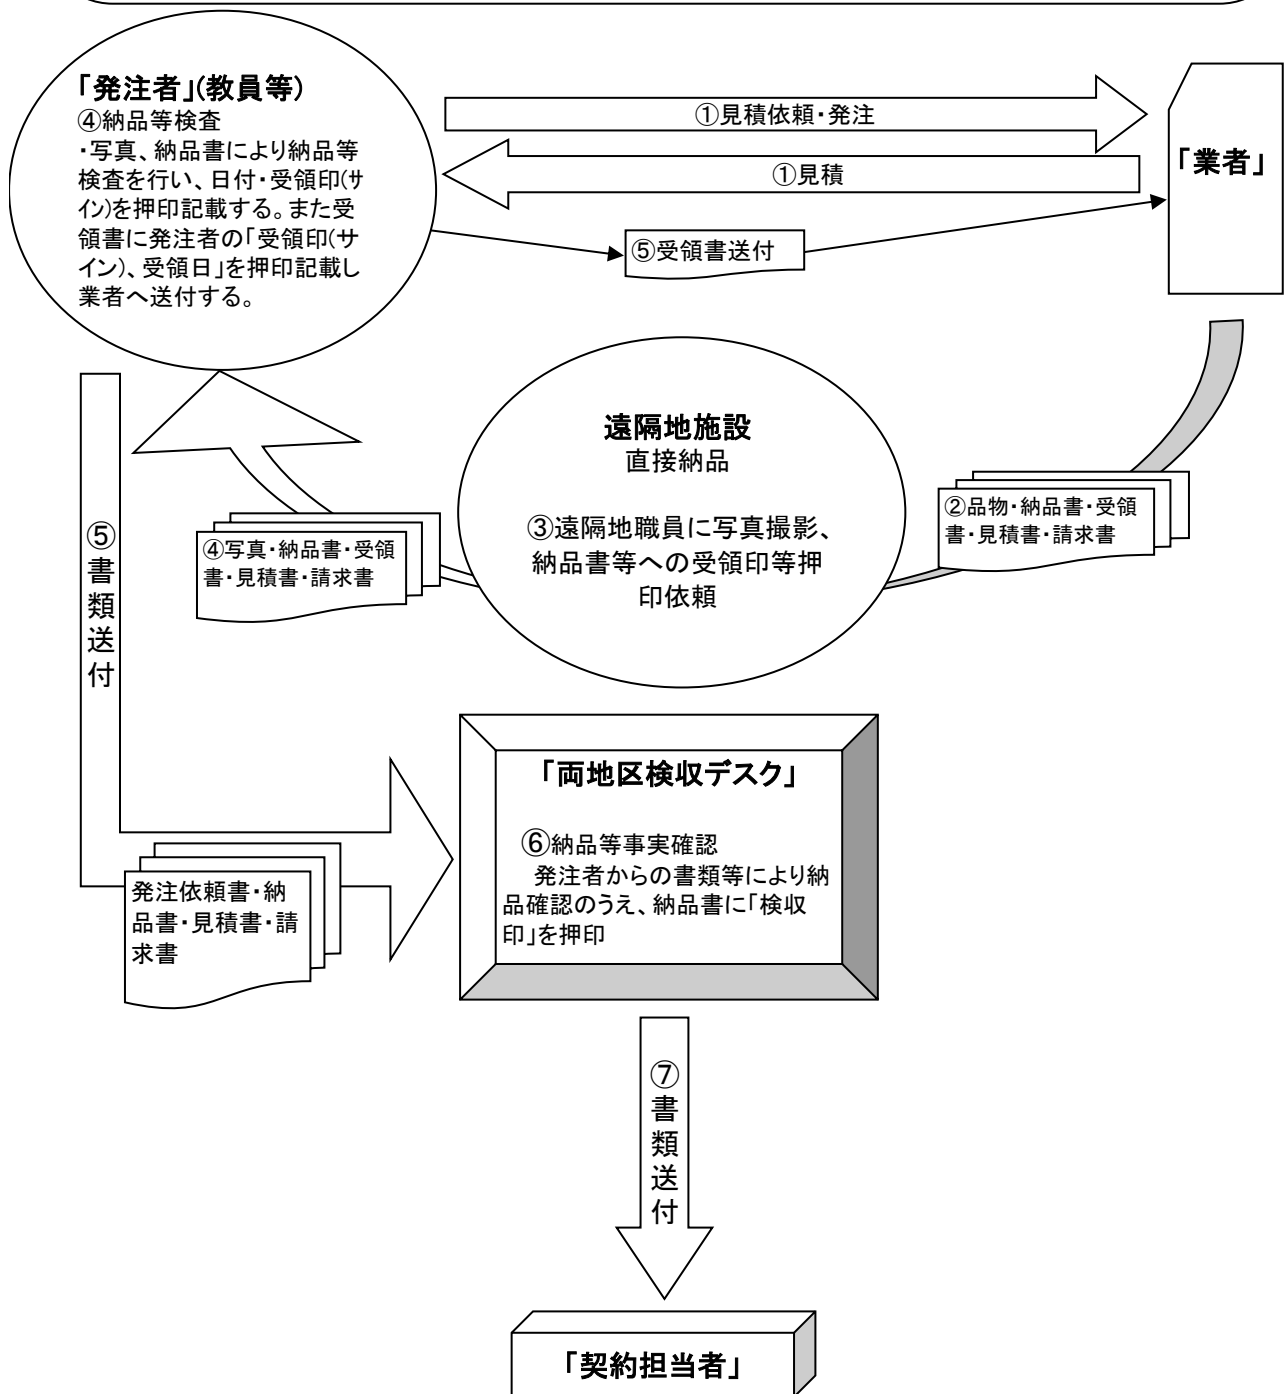 「発注者」(教員等)
④納品等検査
・写真、納品書により納品等
検査を行い、日付・受領印(サ
イン)を押印記載する。また受
領書に発注者の「受領印(サ
イン)、受領日」を押印記載し
業者へ送付する。
①見積依頼・発注
①見積
⑤受領書送付
「業者」
遠隔地施設
直接納品
③遠隔地職員に写真撮影、
納品書等への受領印等押
印依頼
②品物・納品書・受領
書・見積書・請求書
④写真・納品書・受領
書・見積書・請求書
⑤書類送付
発注依頼書・納
品書・見積書・請
求書
「両地区検収デスク」
⑥納品等事実確認
発注者からの書類等により納
品確認のうえ、納品書に「検収
印」を押印
⑦書類送付
「契約担当者」